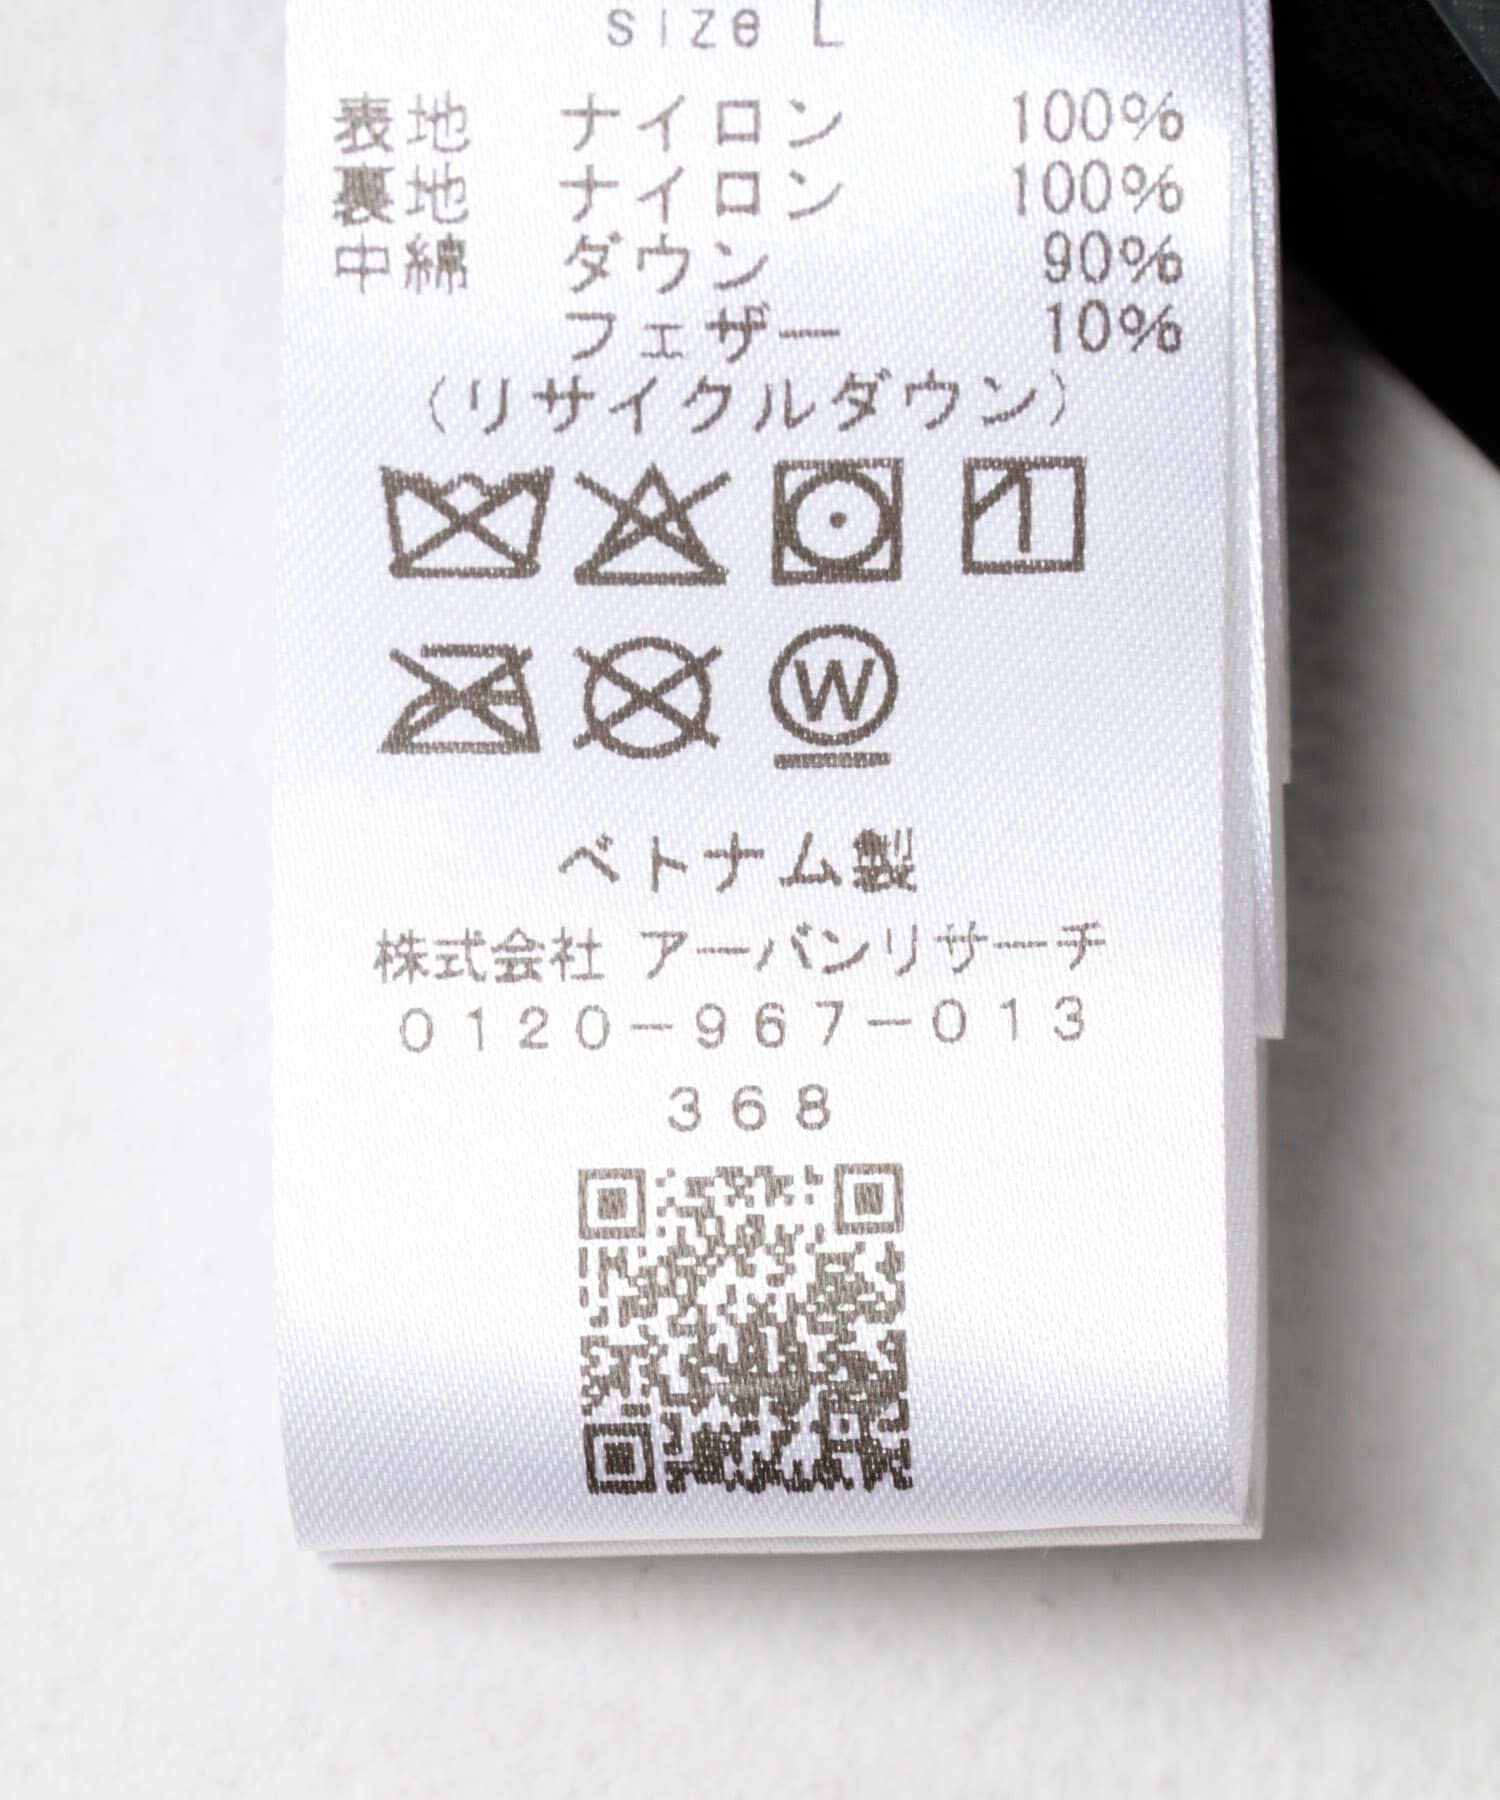 size L
表地 ナイロン 100%
裏地 ナイロン 100%
中綿 ダウン 90%
フェザー 10%
(リサイクルダウン)
W
ベトナム製
株式会社 アーバンリサーチ
0120-967-013
368